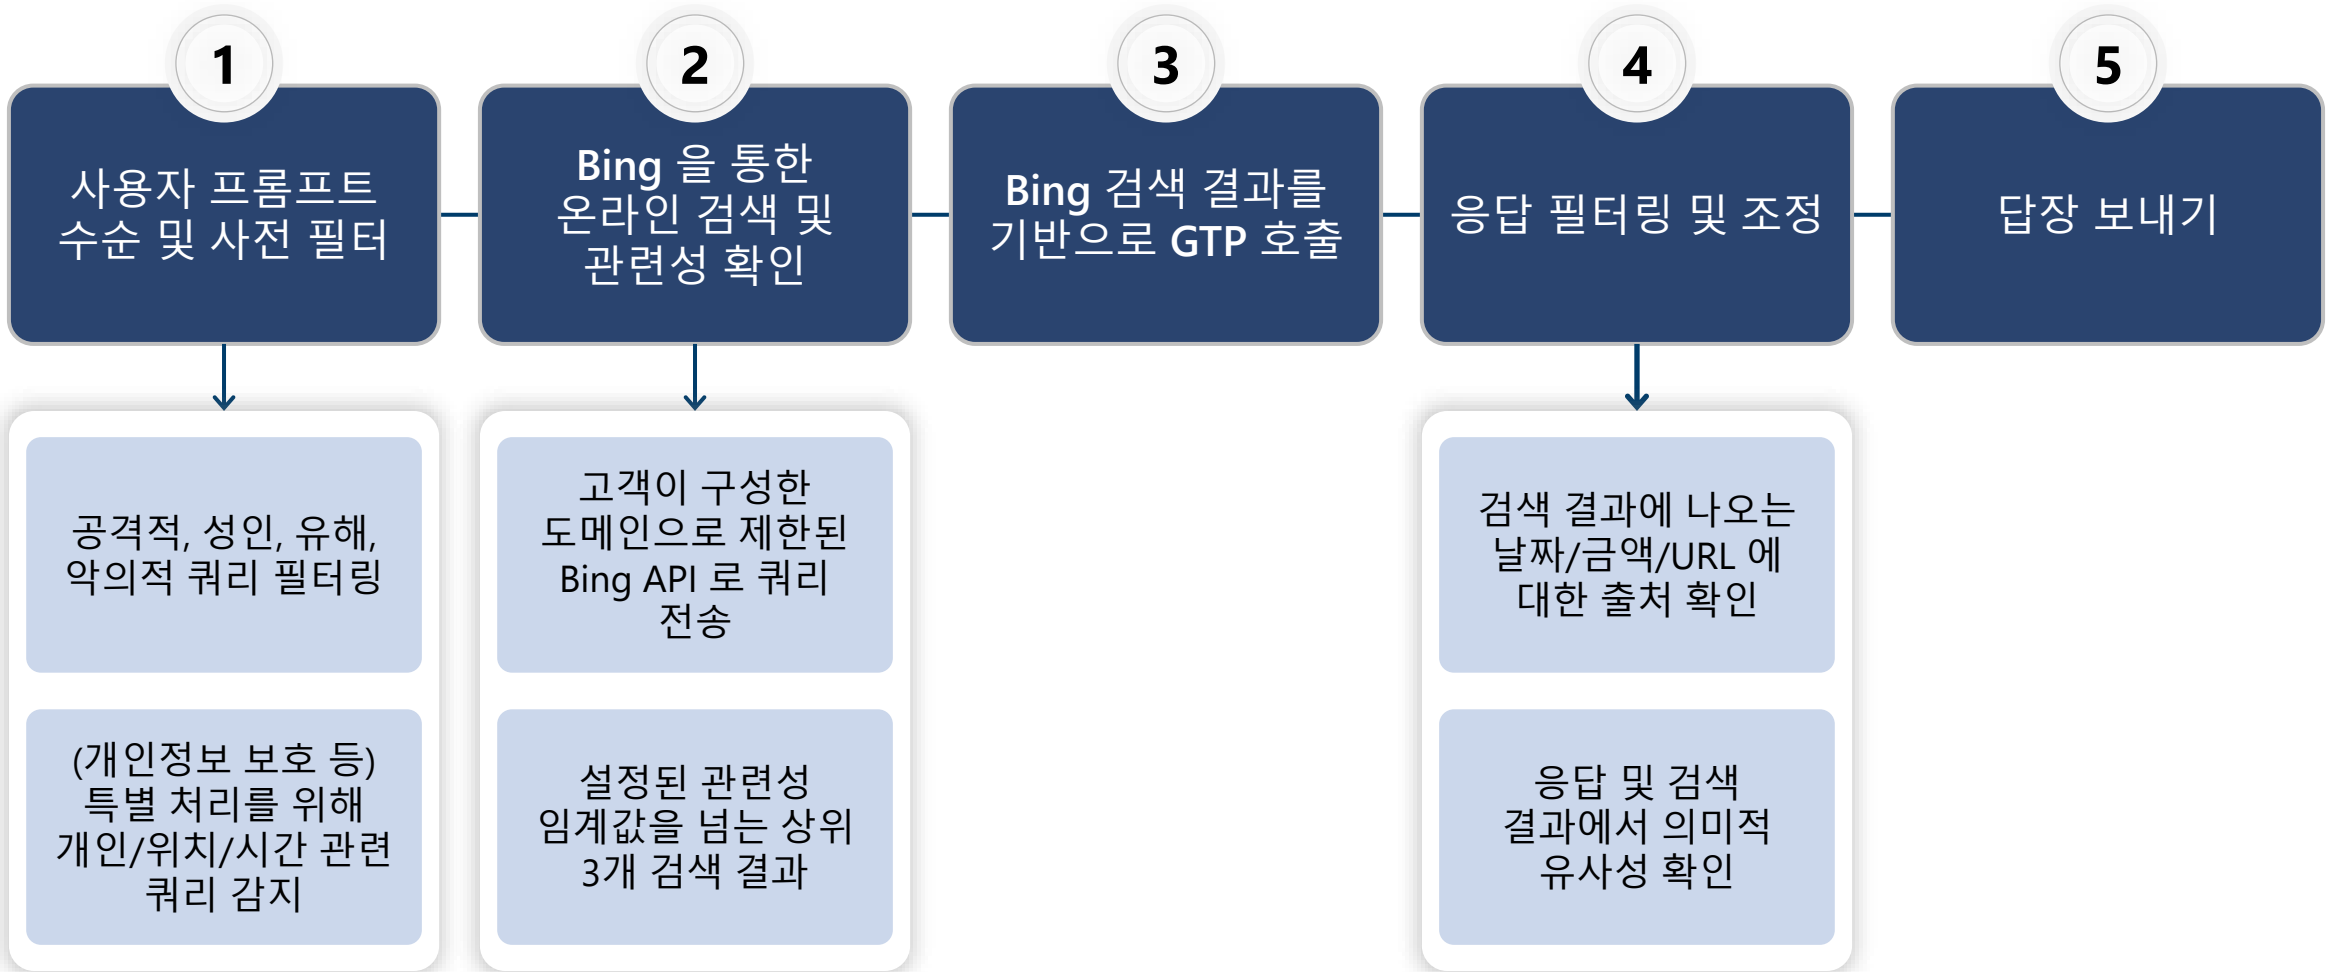 1
사용자 프롬프트
수순 및 사전 필터
2
Bing 을 통한
온라인 검색 및
관련성 확인
3
Bing 검색 결과를
기반으로 GTP 호출
4
응답 필터링 및 조정
5
답장 보내기
공격적, 성인, 유해,
악의적 쿼리 필터링
(개인정보 보호 등)
특별 처리를 위해
개인/위치/시간 관련
쿼리 감지
고객이 구성한
도메인으로 제한된
Bing API 로 쿼리
전송
설정된 관련성
임계값을 넘는 상위
3개 검색 결과
검색 결과에 나오는
날짜/금액/URL 에
대한 출처 확인
응답 및 검색
결과에서 의미적
유사성 확인